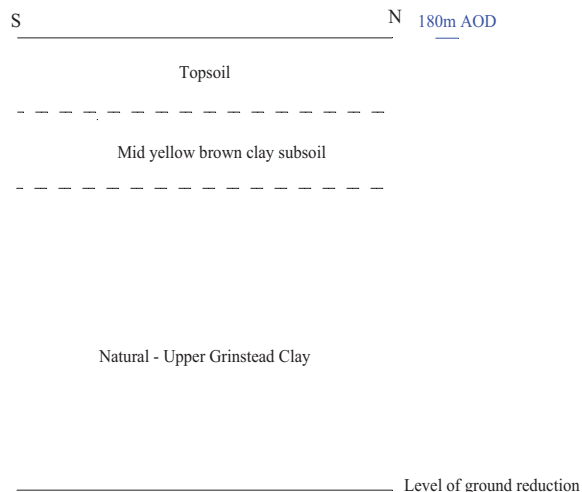 S
N
180m AOD
Topsoil
Mid yellow brown clay subsoil
Natural - Upper Grinstead Clay
Level of ground reduction